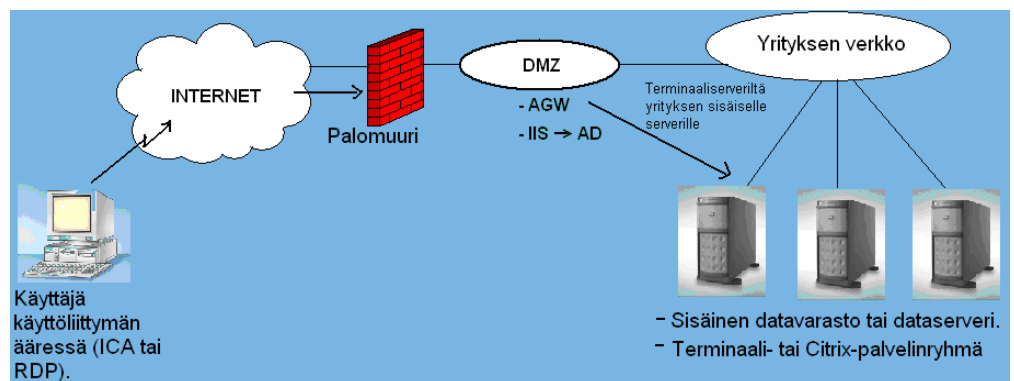 INTERNET
Palomuuri
DMZ
- AGW
- IIS → AD
Yrityksen verkko
Terminaaliserveriltä
yrityksen sisäiselle
serverille
Käyttäjä
käyttöliittymän
ääressä (ICA tai
RDP).
- Sisäinen datavarasto tai dataserveri.
- Terminaali- tai Citrix-palvelinryhmä